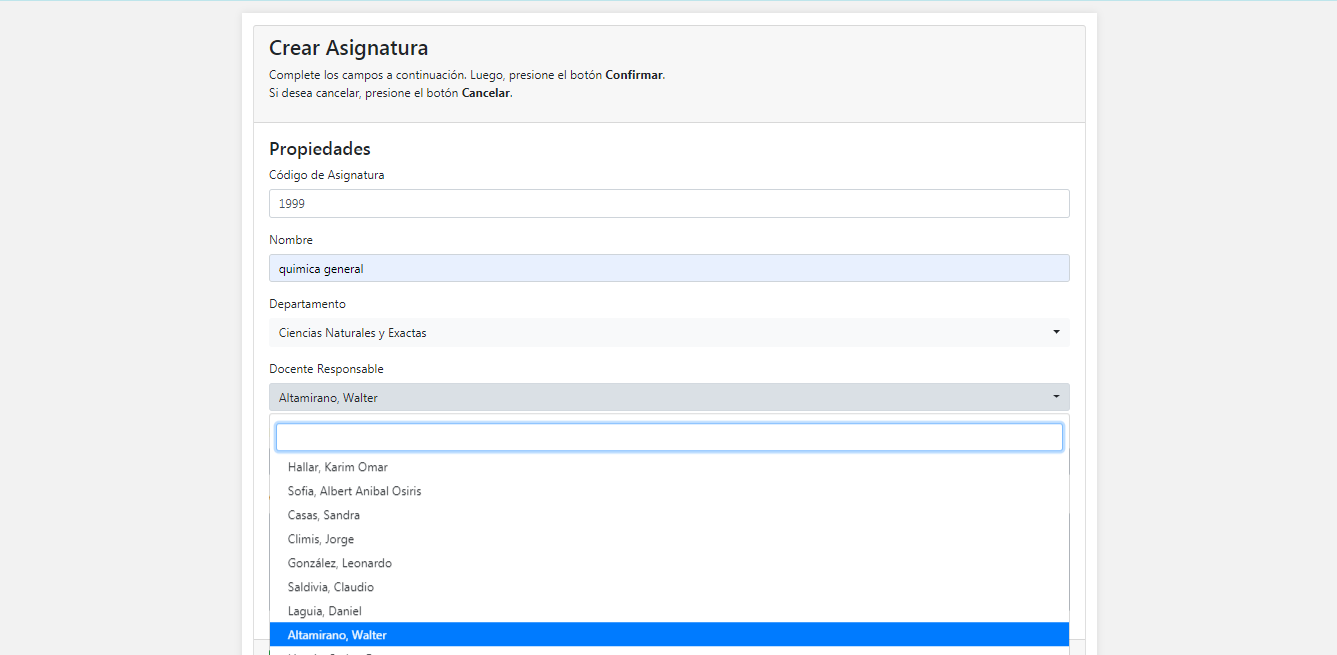 Crear Asignatura
Complete los campos a continuación. Luego, presione el botón Confirmar.
Si desea cancelar, presione el botón Cancelar.
Propiedades
Código de Asignatura
1999
Nombre
quimica general
Departamento
Ciencias Naturales y Exactas
Docente Responsable
Altamirano, Walter
Hallar, Karim Omar
Sofia, Albert Anibal Osiris
Casas, Sandra
Climis, Jorge
González, Leonardo
Saldivia, Claudio
Laguia, Daniel
Altamirano, Walter